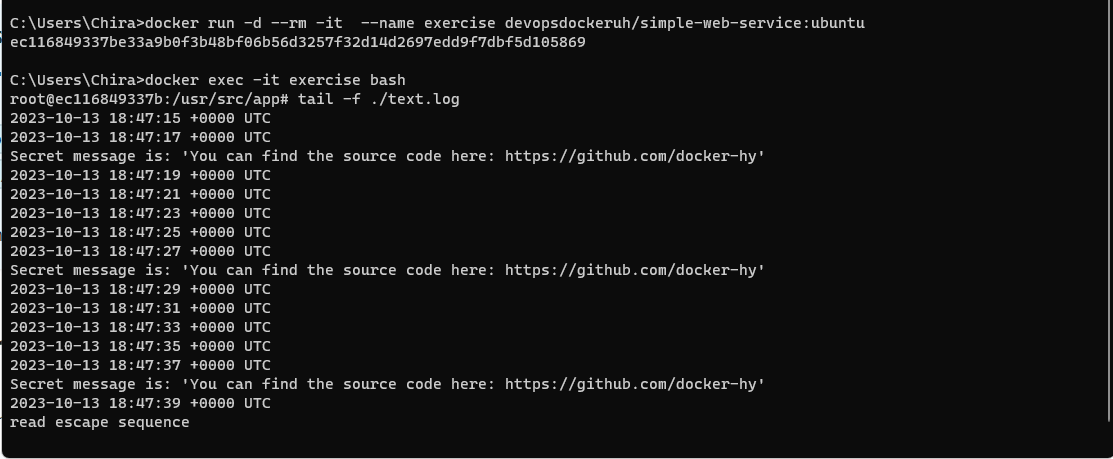 C:\Users\Chira>docker run -d --rm -it  --name exercise devopsdockeruh/simple-web-service:ubuntu
ec116849337be33a9b0f3b48bf06b56d3257f32d14d2697edd9f7dbf5d105869
C:\Users\Chira>docker exec -it exercise bash
root@ec116849337b:/usr/src/app# tail -f ./text.log
2023-10-13 18:47:15 +0000 UTC
2023-10-13 18:47:17 +0000 UTC
Secret message is: 'You can find the source code here: https://github.com/docker-hy'
2023-10-13 18:47:19 +0000 UTC
2023-10-13 18:47:21 +0000 UTC
2023-10-13 18:47:23 +0000 UTC
2023-10-13 18:47:25 +0000 UTC
2023-10-13 18:47:27 +0000 UTC
Secret message is: 'You can find the source code here: https://github.com/docker-hy'
2023-10-13 18:47:29 +0000 UTC
2023-10-13 18:47:31 +0000 UTC
2023-10-13 18:47:33 +0000 UTC
2023-10-13 18:47:35 +0000 UTC
2023-10-13 18:47:37 +0000 UTC
Secret message is: 'You can find the source code here: https://github.com/docker-hy'
2023-10-13 18:47:39 +0000 UTC
read escape sequence